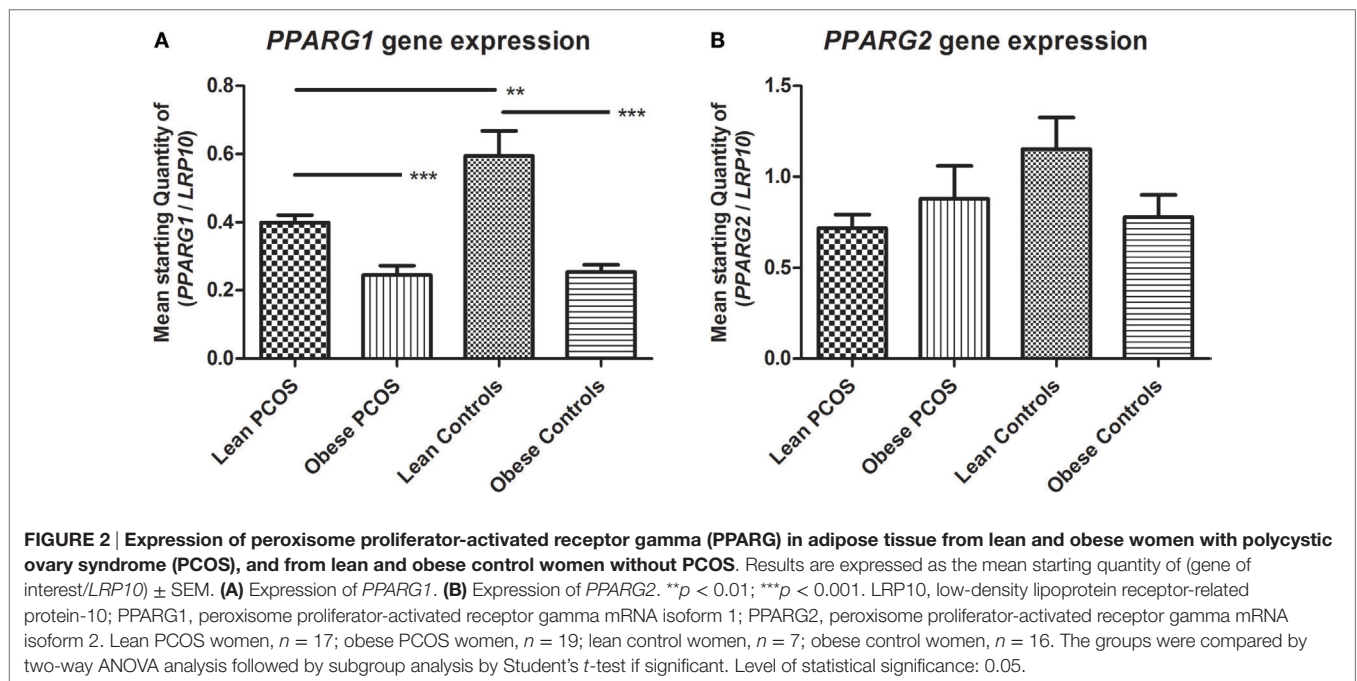 A
PPARG1 gene expression
Mean starting Quantity of
(PPARG1 / LRP10)
0.8
0.6
0.4
0.2
0.0
**
***
***
Lean PCOS
Obese PCOS
Lean Controls
Obese Controls
B
PPARG2 gene expression
Mean starting Quantity of
(PPARG2 / LRP10)
1.5
1.0
0.5
0.0
Lean PCOS
Obese PCOS
Lean Controls
Obese Controls
FIGURE 2 | Expression of peroxisome proliferator-activated receptor gamma (PPARG) in adipose tissue from lean and obese women with polycystic
ovary syndrome (PCOS), and from lean and obese control women without PCOS. Results are expressed as the mean starting quantity of (gene of
interest/LRP10) ± SEM. (A) Expression of PPARG1. (B) Expression of PPARG2. **p < 0.01; ***p < 0.001. LRP10, low-density lipoprotein receptor-related
protein-10; PPARG1, peroxisome proliferator-activated receptor gamma mRNA isoform 1; PPARG2, peroxisome proliferator-activated receptor gamma mRNA
isoform 2. Lean PCOS women, n = 17; obese PCOS women, n = 19; lean control women, n = 7; obese control women, n = 16. The groups were compared by
two-way ANOVA analysis followed by subgroup analysis by Student's t-test if significant. Level of statistical significance: 0.05.